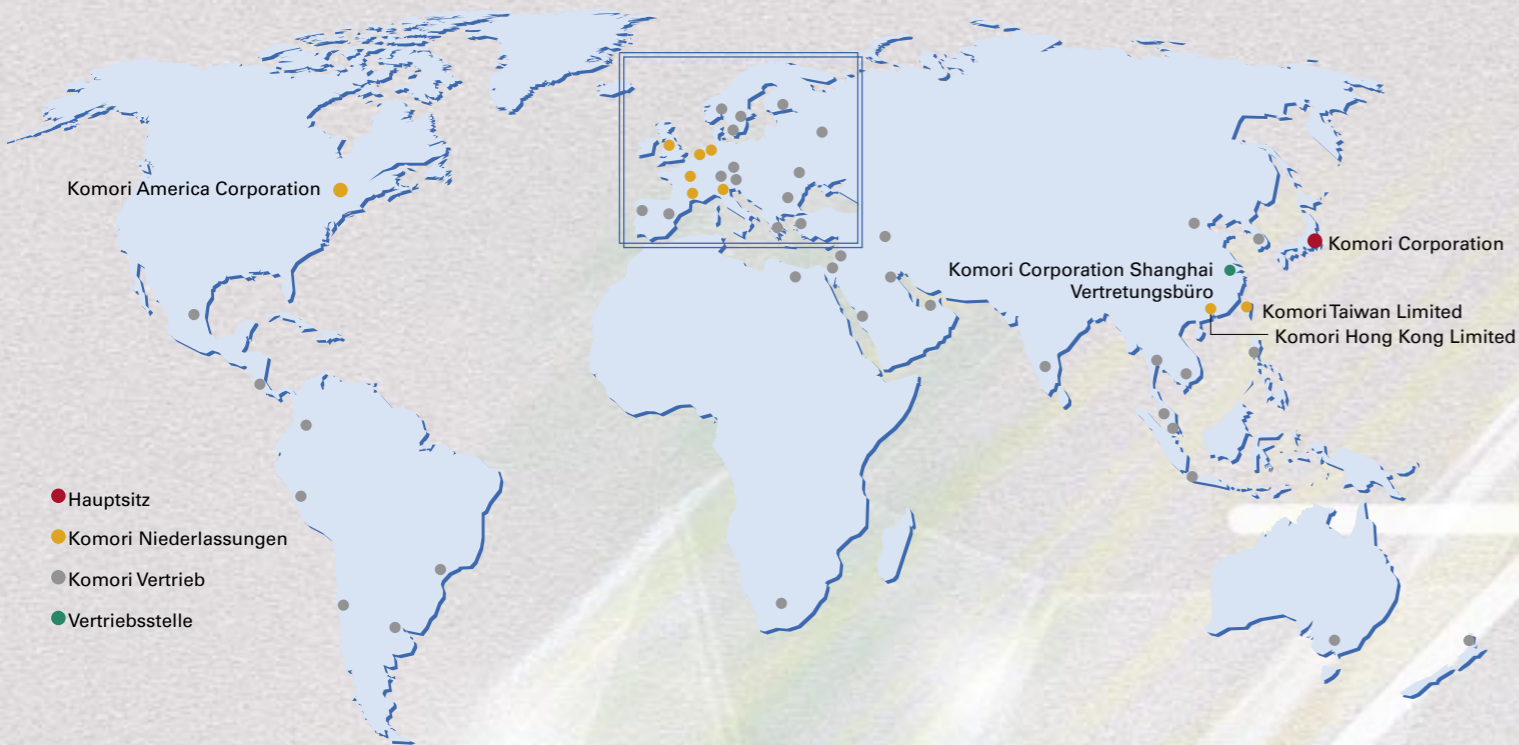 Komori America Corporation
Komori Corporation
Komori Corporation Shanghai
Vertretungsbüro
Komori Taiwan Limited
Komori Hong Kong Limited
Hauptsitz
Komori Niederlassungen
Komori Vertrieb
Vertriebsstelle